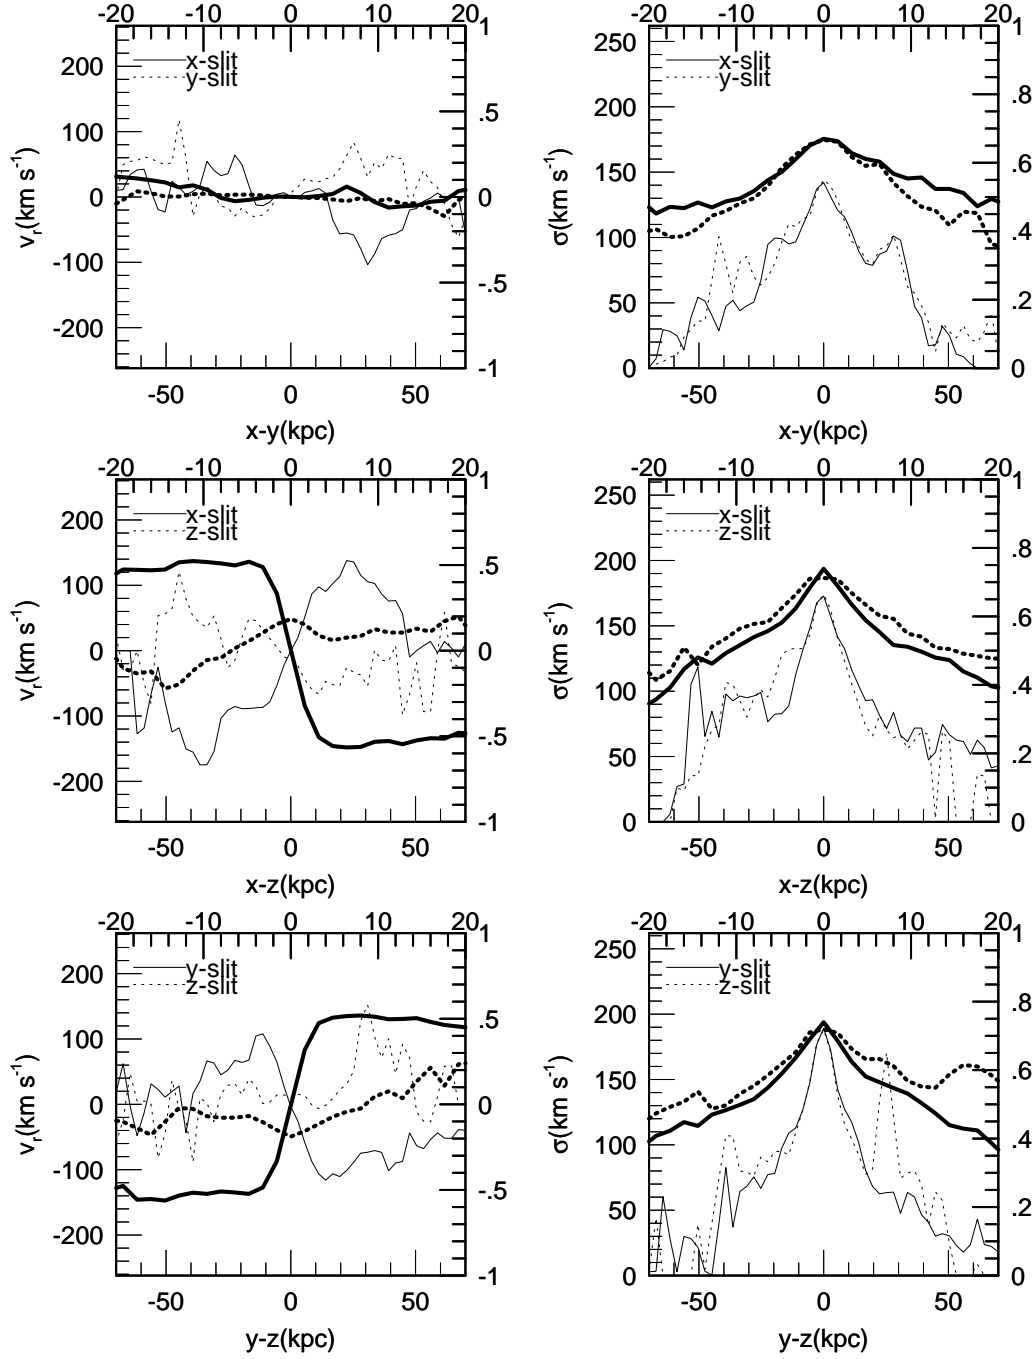 -20 -10 0 10 20 1 -20 -10 0 10 20 1
200 x-slit 250 x-slit
y-slit y-slit
.5 200 .8
100
vr(km s-1) 0 0 σ(km s-1) 150 .6
-100 100 .4
-.5
-200 50 .2
-1 0 0
-50 0 50 -50 0 50
x-y(kpc) x-y(kpc)
-20 -10 0 10 20 1 -20 -10 0 10 20 1
200 x-slit 250 x-slit
z-slit z-slit
.5 200 .8
100
vr(km s-1) 0 0 σ(km s-1) 150 .6
-100 100 .4
-.5
-200 50 .2
-1 0 0
-50 0 50 -50 0 50
x-z(kpc) x-z(kpc)
-20 -10 0 10 20 1 -20 -10 0 10 20 1
200 y-slit 250 y-slit
z-slit z-slit
.5 200 .8
100
vr(km s-1) 0 0 σ(km s-1) 150 .6
-100 100 .4
-.5
-200 50 .2
-1 0 0
-50 0 50 -50 0 50
y-z(kpc) y-z(kpc)